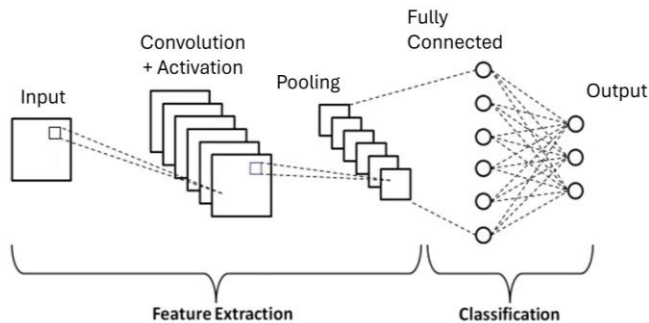 Input
Convolution
+ Activation
Pooling
Fully
Connected
Output
Feature Extraction
Classification